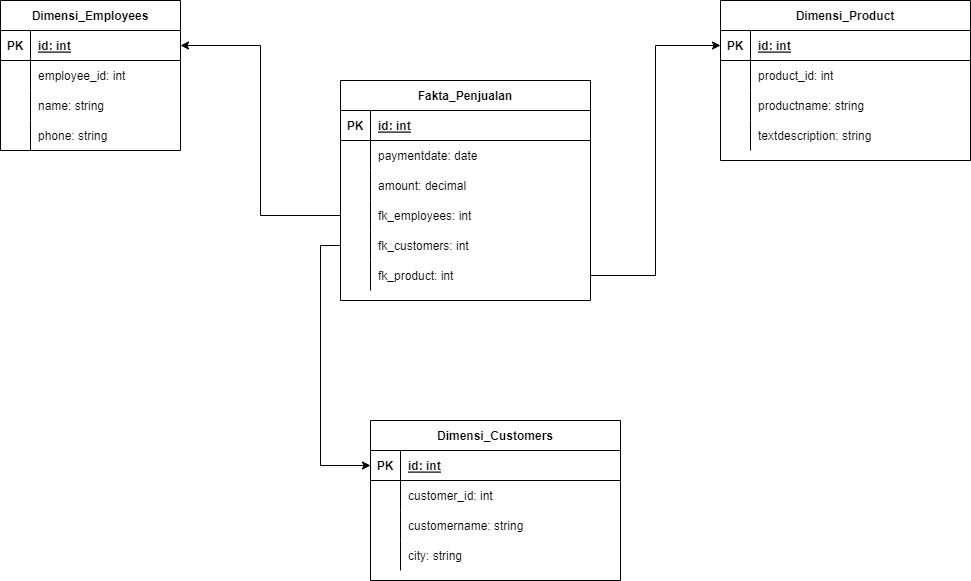 Dimensi_Employees
PK id: int
employee_id: int
name: string
phone: string
Dimensi_Product
PK id: int
product_id: int
productname: string
textdescription: string
Fakta_Penjualan
PK id: int
paymentdate: date
amount: decimal
fk_employees: int
fk_customers: int
fk_product: int
Dimensi_Customers
PK id: int
customer_id: int
customername: string
city: string